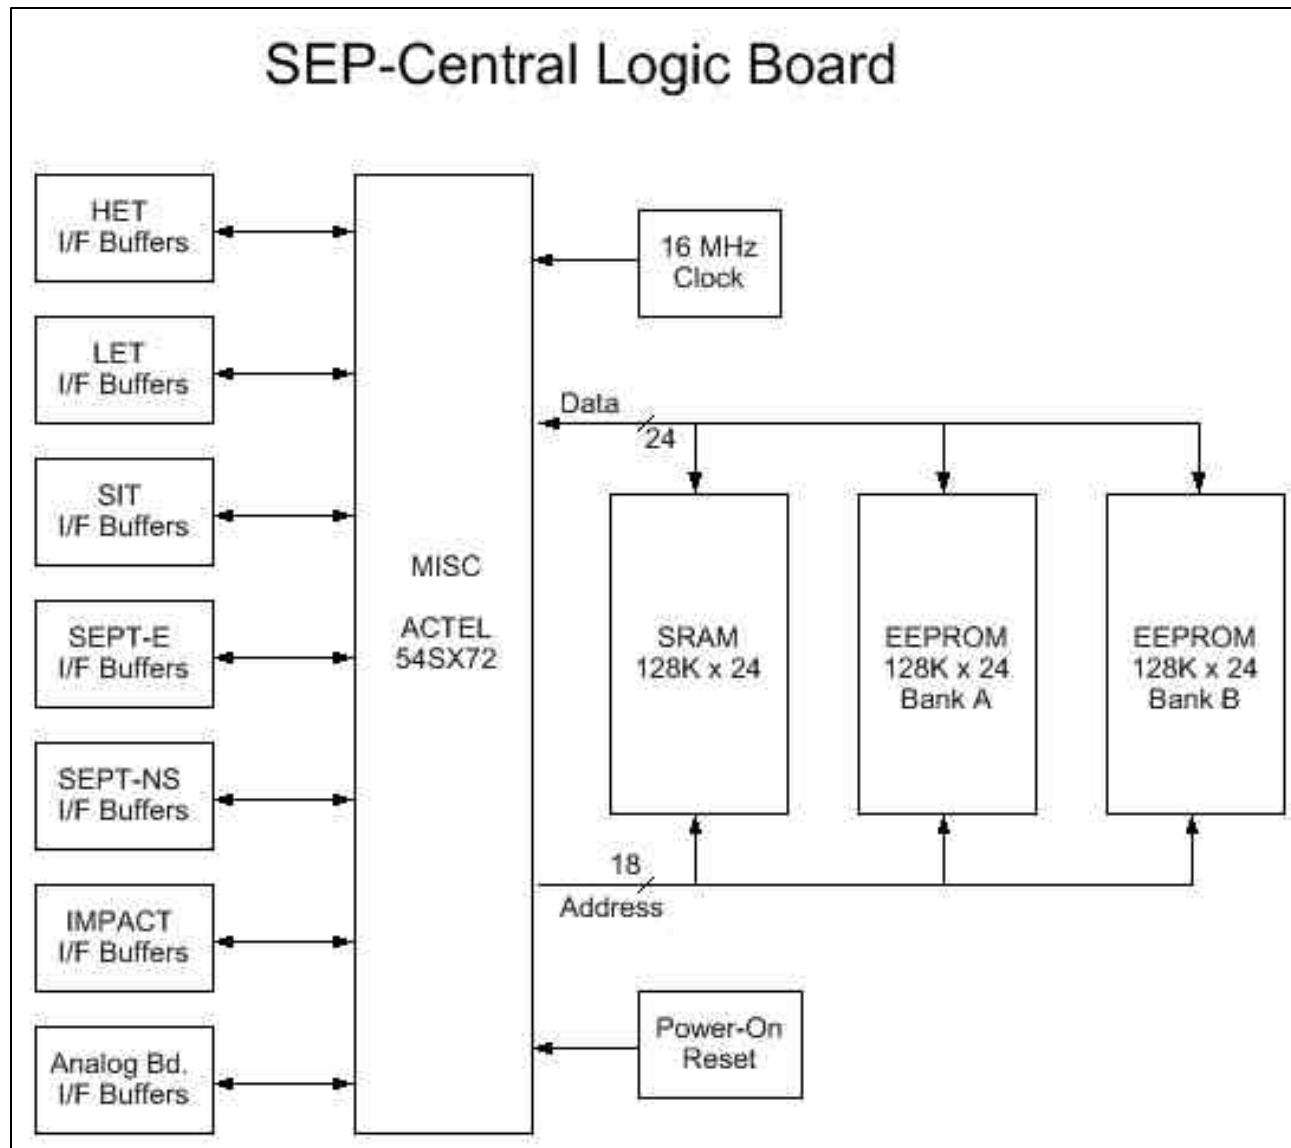 SEP-Central Logic Board
HET
I/F Buffers
LET
I/F Buffers
SIT
I/F Buffers
SEPT-E
I/F Buffers
SEPT-NS
I/F Buffers
IMPACT
I/F Buffers
Analog Bd.
I/F Buffers
MISC
ACTEL
54SX72
16 MHz
Clock
Data
24
SRAM
128K x 24
EEPROM
128K x 24
Bank A
EEPROM
128K x 24
Bank B
18
Address
Power-On
Reset